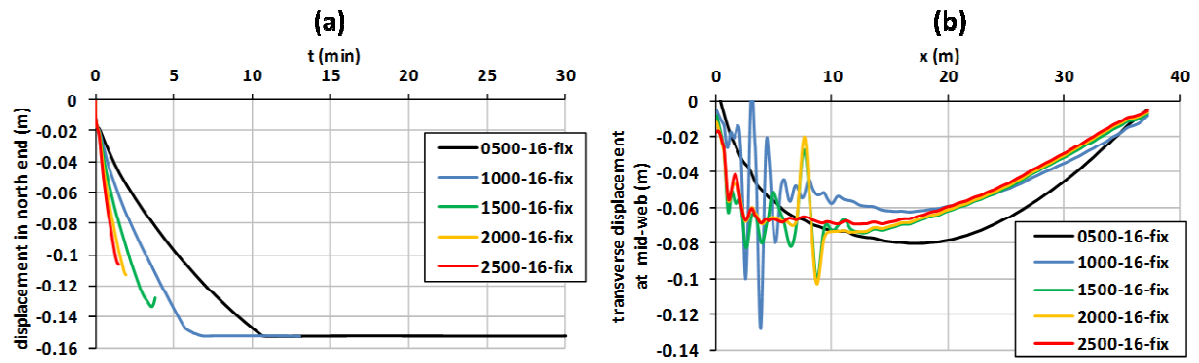 (a)
t (min)
0 5 10 15 20 25 30
displacement in north end (m)
0
-0.02
-0.04
-0.06
-0.08
-0.1
-0.12
-0.14
-0.16
0500-16-fix
1000-16-fix
1500-16-fix
2000-16-fix
2500-16-fix
(b)
x (m)
0 10 20 30 40
transverse displacement
at mid-web (m)
0
-0.02
-0.04
-0.06
-0.08
-0.1
-0.12
-0.14
0500-16-fix
1000-16-fix
1500-16-fix
2000-16-fix
2500-16-fix